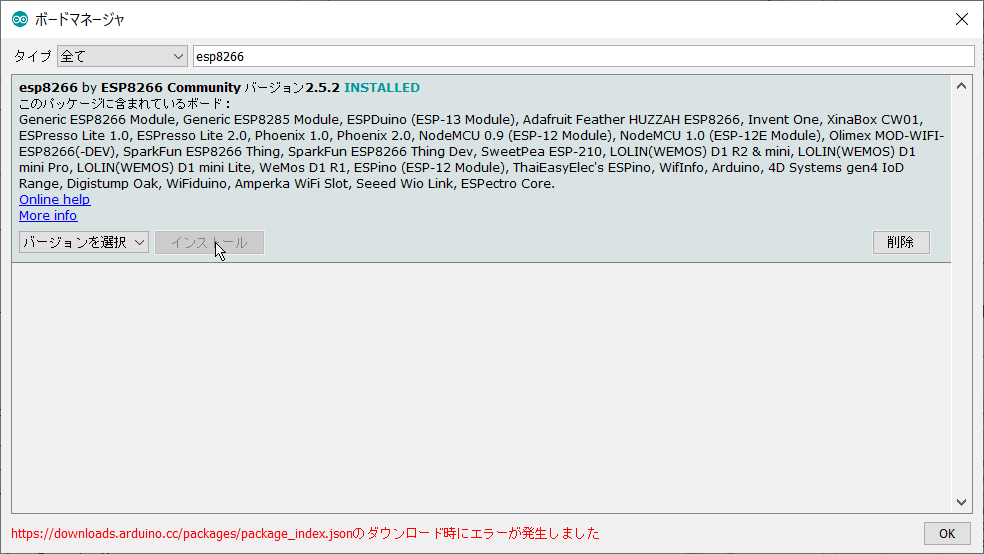 ボードマネージャ
タイプ 全て esp8266
esp8266 by ESP8266 Community バージョン2.5.2 INSTALLED
このパッケージに含まれているボード：
Generic ESP8266 Module, Generic ESP8285 Module, ESPDuino (ESP-13 Module), Adafruit Feather HUZZAH ESP8266, Invent One, XinaBox CW01,
ESPresso Lite 1.0, ESPresso Lite 2.0, Phoenix 1.0, Phoenix 2.0, NodeMCU 0.9 (ESP-12 Module), NodeMCU 1.0 (ESP-12E Module), Olimex MOD-WIFI-
ESP8266(-DEV), SparkFun ESP8266 Thing, SparkFun ESP8266 Thing Dev, SweetPea ESP-210, LOLIN(WEMOS) D1 R2 & mini, LOLIN(WEMOS) D1
mini Pro, LOLIN(WEMOS) D1 mini Lite, WeMos D1 R1, ESPino (ESP-12 Module), ThaiEasyElec's ESPino, WifInfo, Arduino, 4D Systems gen4 IoD
Range, Digistump Oak, WiFiduino, Amperka WiFi Slot, Seeed Wio Link, ESPectro Core.
Online help
More info
バージョンを選択 インストール 削除
https://downloads.arduino.cc/packages/package_index.jsonのダウンロード時にエラーが発生しました OK